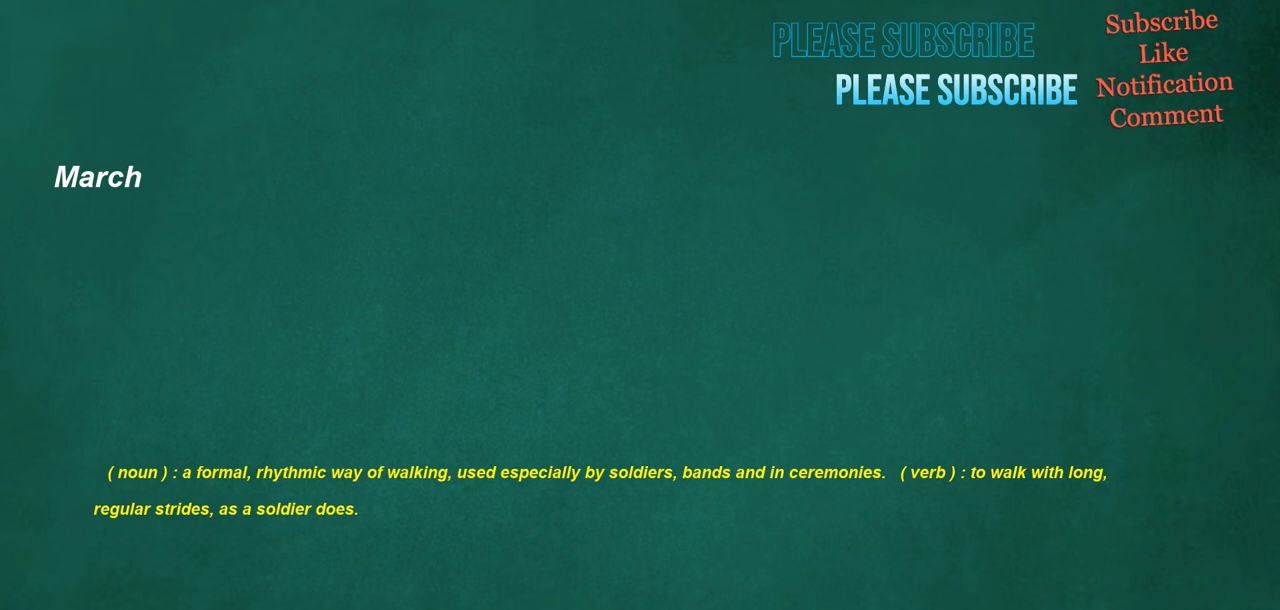 PLEASE SUBSCRIBE
PLEASE SUBSCRIBE
Subscribe
Like
Notification
Comment
March
( noun ) : a formal, rhythmic way of walking, used especially by soldiers, bands and in ceremonies. ( verb ) : to walk with long,
regular strides, as a soldier does.